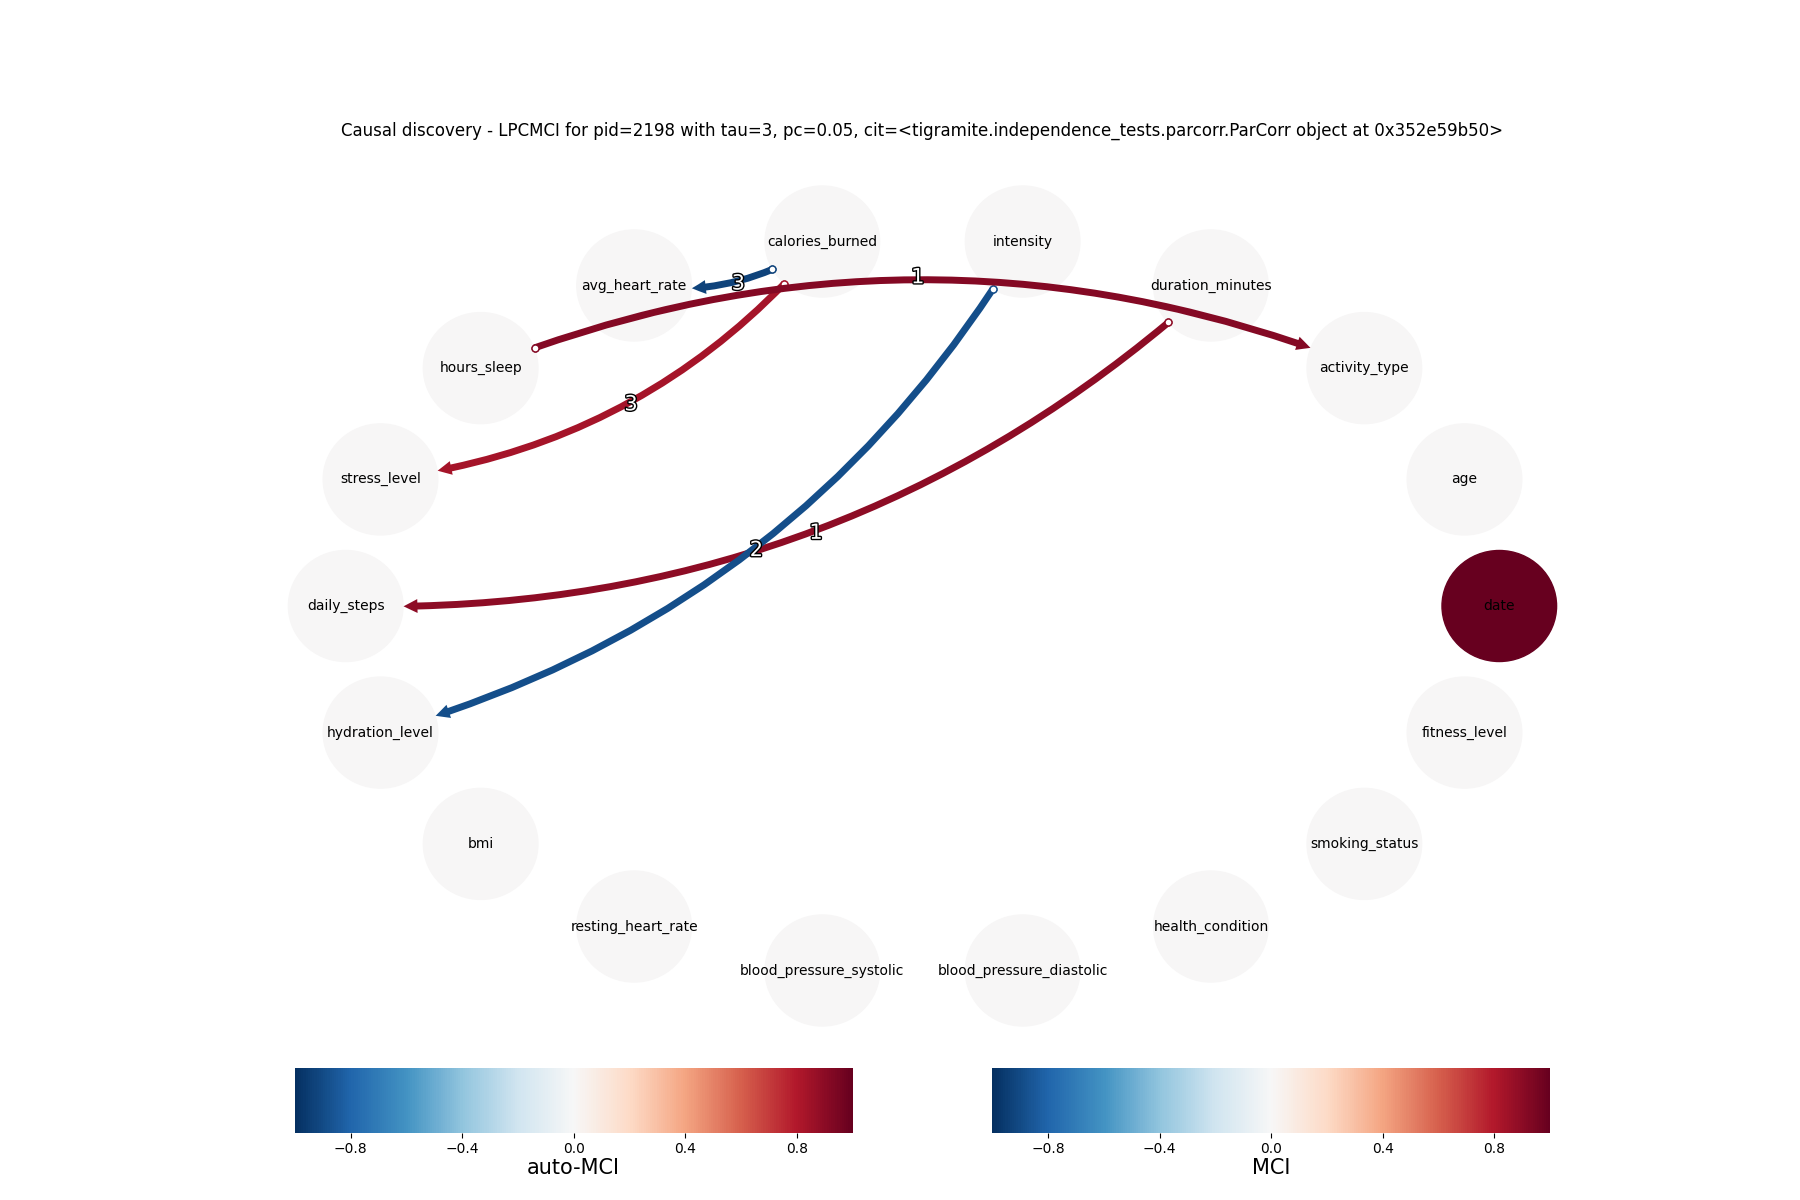 Causal discovery - LPCMCI for pid=2198 with tau=3, pc=0.05, cit=<tigramite.independence_tests.parcorr.ParCorr object at 0x352e59b50>
calories_burned
intensity
avg_heart_rate
duration_minutes
3
1
hours_sleep
activity_type
3
stress_level
age
1
2
daily_steps
date
hydration_level
fitness_level
bmi
smoking_status
resting_heart_rate
health_condition
blood_pressure_systolic
blood_pressure_diastolic
−0.8 −0.4 0.0 0.4 0.8
auto-MCI
−0.8 −0.4 0.0 0.4 0.8
MCI